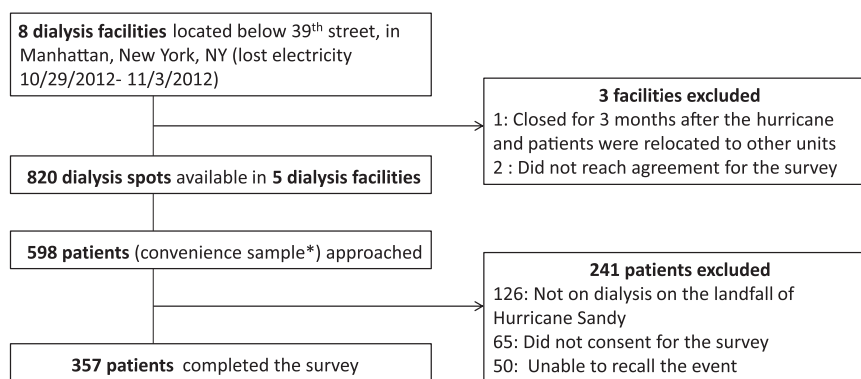 8 dialysis facilities located below 39th street, in
Manhattan, New York, NY (lost electricity
10/29/2012- 11/3/2012)
3 facilities excluded
1: Closed for 3 months after the hurricane
and patients were relocated to other units
2 : Did not reach agreement for the survey
820 dialysis spots available in 5 dialysis facilities
598 patients (convenience sample*) approached
241 patients excluded
126: Not on dialysis on the landfall of
Hurricane Sandy
65: Did not consent for the survey
50: Unable to recall the event
357 patients completed the survey